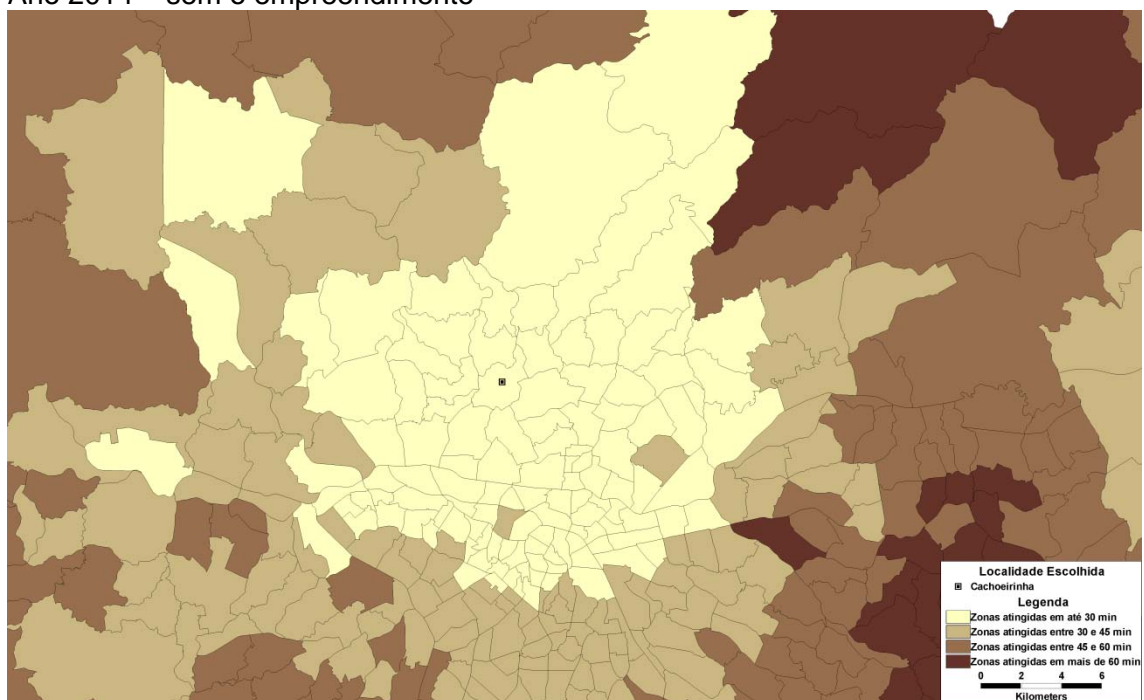 Ano 2014 – sem o empreendimento
Localidade Escolhida
Cachoeirinha
Legenda
Zonas atingidas em até 30 min
Zonas atingidas entre 30 e 45 min
Zonas atingidas entre 45 e 60 min
Zonas atingidas em mais de 60 min
0 2 4 6
Kilometers